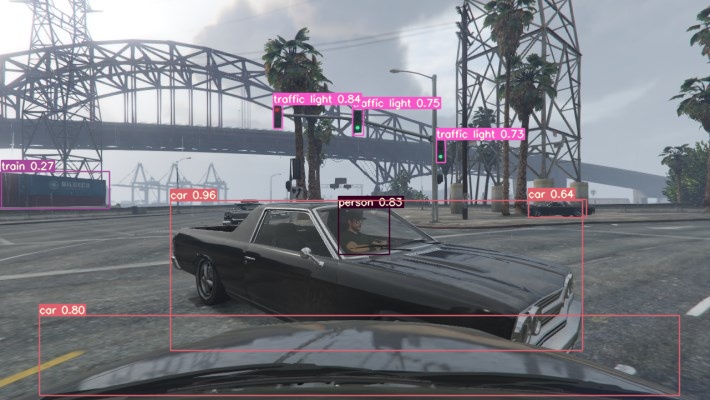 traffic light 0.84
affic light 0.75
traffic light 0.73
train 0.27
car 0.96
person 0.83
car 0.64
car 0.80